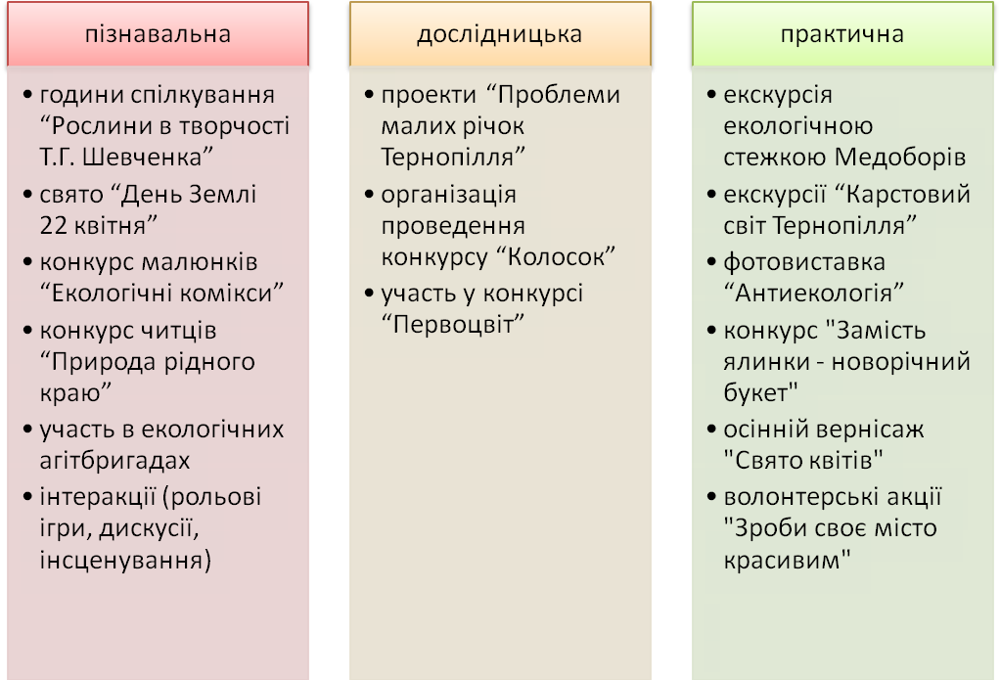 пізнавальна
• години спілкування
“Рослини в творчості
Т.Г. Шевченка”
• свято “День Землі
22 квітня”
• конкурс малюнків
“Екологічні комікси”
• конкурс читців
“Природа рідного
краю”
• участь в екологічних
агітбригадах
• інтеракції (рольові
ігри, дискусії,
інсценування)
дослідницька
• проекти “Проблеми
малих річок
Тернопілля”
• організація
проведення
конкурсу “Колосок”
• участь у конкурсі
“Первоцвіт”
практична
• екскурсія
екологічною
стежкою Медоборів
• екскурсії “Карстовий
світ Тернопілля”
• фотовиставка
“Антиекологія”
• конкурс "Замість
ялинки - новорічний
букет"
• осінній вернісаж
"Свято квітів"
• волонтерські акції
"Зроби своє місто
красивим"